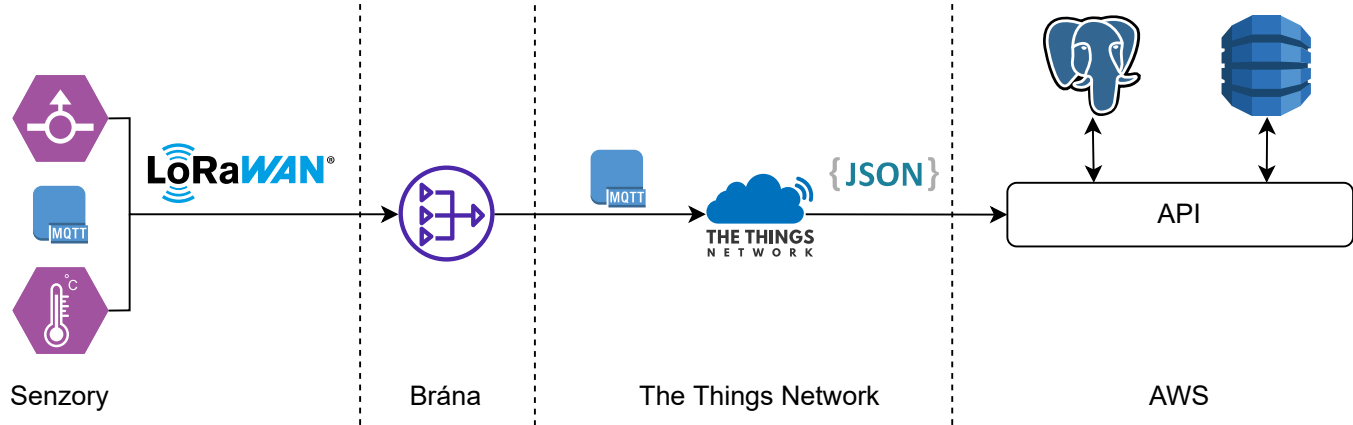 °C
MQTT
LoRaWAN®
MQTT
THE THINGS
NETWORK
{JSON}
API
Senzory
Brána
The Things Network
AWS